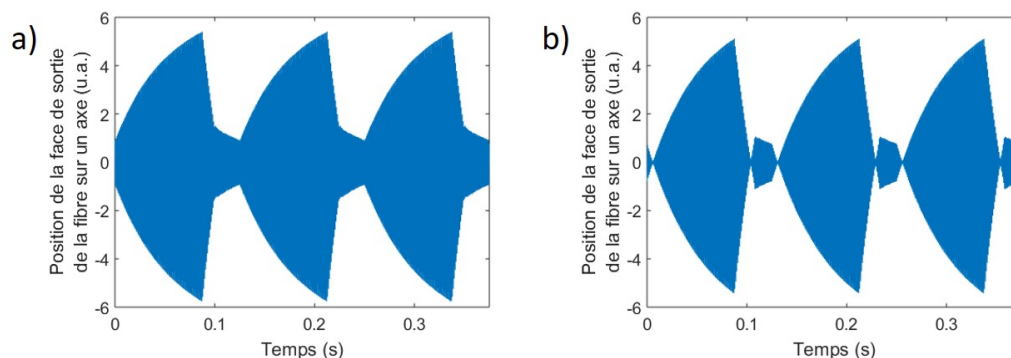 a)
Position de la face de sortie
de la fibre sur un axe (u.a.)
6
4
2
0
-2
-4
-6
0
0.1
0.2
0.3
Temps (s)
b)
Position de la face de sortie
de la fibre sur un axe (u.a.)
6
4
2
0
-2
-4
-6
0
0.1
0.2
0.3
Temps (s)